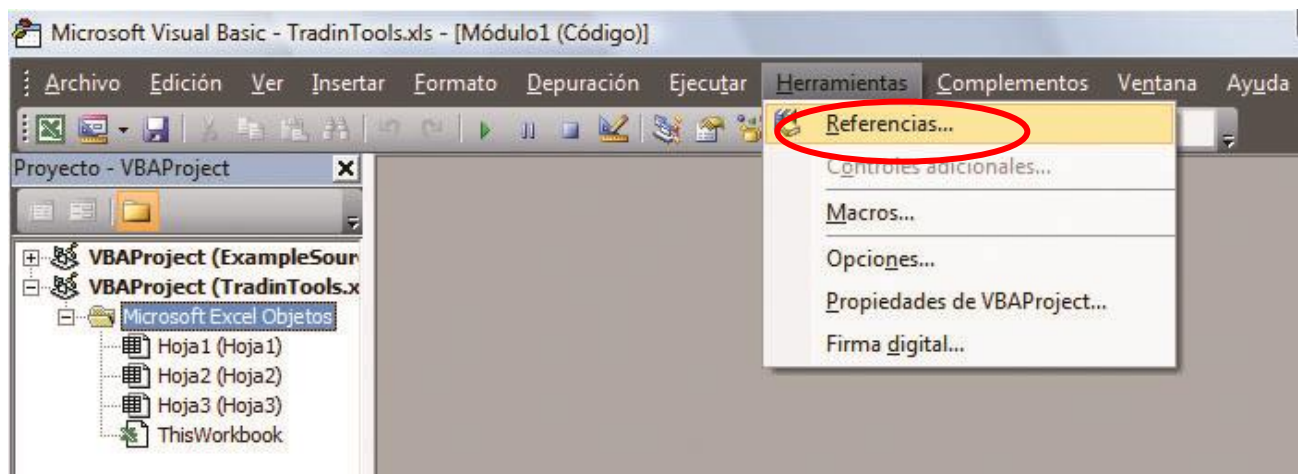 Microsoft Visual Basic - TradinTools.xls - [Módulo1 (Código)]
Archivo Edición Ver Insertar Formato Depuración Ejecutar Herramientas Complementos Ventana Ayuda
Referencias...
Controles adicionales...
Macros...
Opciones...
Propiedades de VBAProject...
Firma digital...
Proyecto - VBAProject
VBAProject (ExampleSour
VBAProject (TradinTools.x
Microsoft Excel Objetos
Hoja1 (Hoja1)
Hoja2 (Hoja2)
Hoja3 (Hoja3)
ThisWorkbook